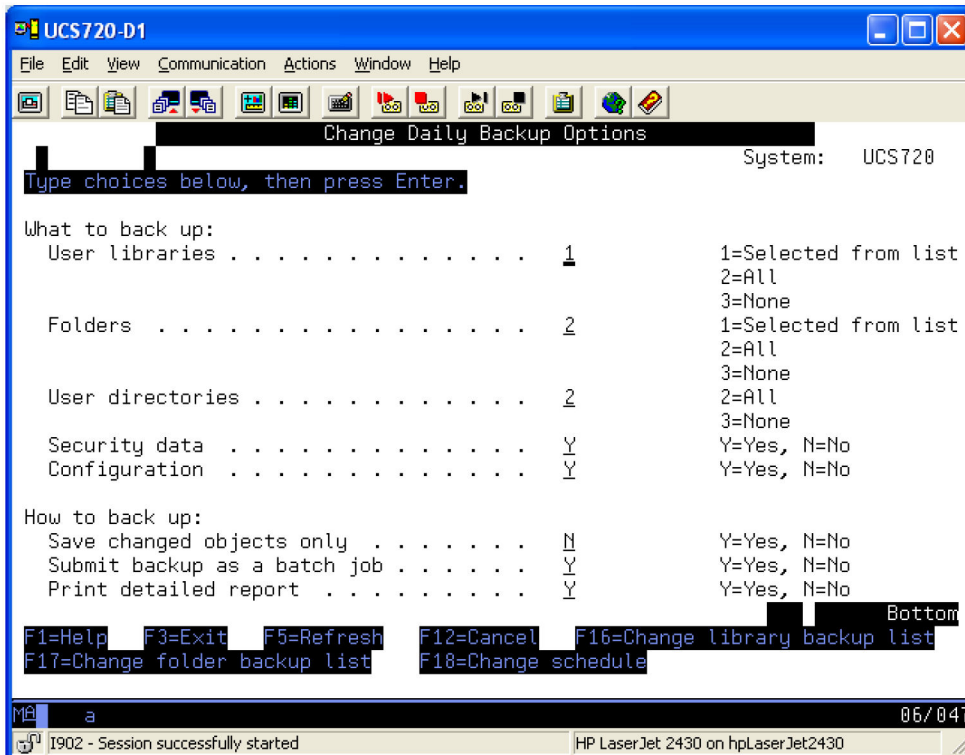 UCS720-D1
File Edit View Communication Actions Window Help
Change Daily Backup Options
System: UCS720
Type choices below, then press Enter.
What to back up:
User libraries . . . . . . . . . . . . . 1 1=Selected from list
2=All
3=None
Folders . . . . . . . . . . . . . . . . 2 1=Selected from list
2=All
3=None
User directories . . . . . . . . . . . . 2 2=All
3=None
Security data . . . . . . . . . . . . . Y Y=Yes, N=No
Configuration . . . . . . . . . . . . . Y Y=Yes, N=No
How to back up:
Save changed objects only . . . . . . . N Y=Yes, N=No
Submit backup as a batch job . . . . . . Y Y=Yes, N=No
Print detailed report . . . . . . . . . Y Y=Yes, N=No
Bottom
F1=Help F3=Exit F5=Refresh F12=Cancel F16=Change library backup list
F17=Change folder backup list F18=Change schedule
MA a 06/047
I902 - Session successfully started HP LaserJet 2430 on hpLaserJet2430